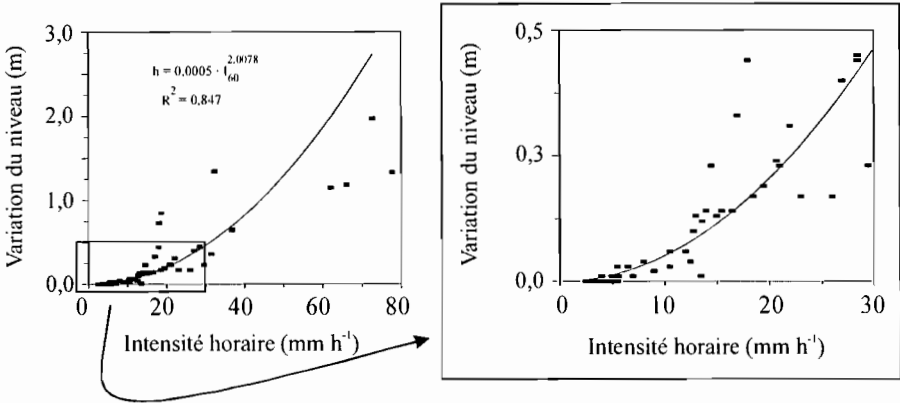 Variation du niveau (m)
3,0
2,0
1,0
0,0
h = 0,0005 · I₆₀^2,0078
R² = 0,847
0 20 40 60 80
Intensité horaire (mm h⁻¹)
Variation du niveau (m)
0,5
0,3
0,0
0 10 20 30
Intensité horaire (mm h⁻¹)